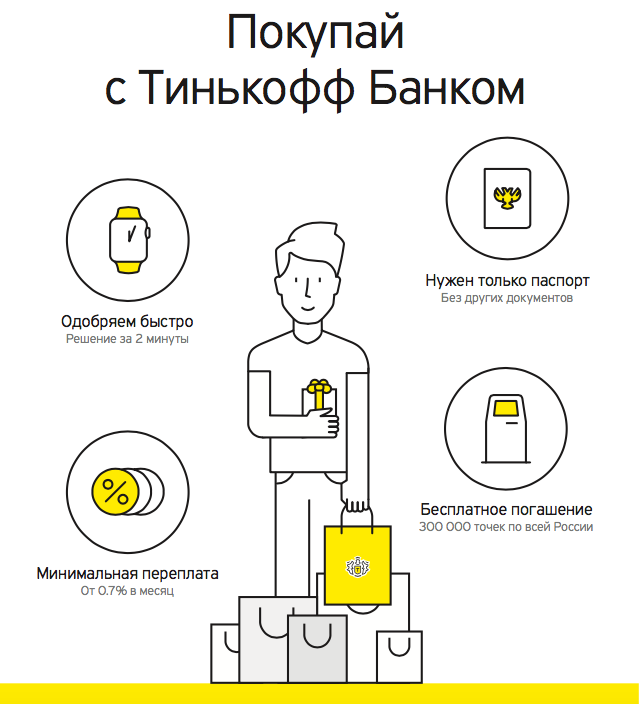 Покупай
с Тинькофф Банком
Одобряем быстро
Решение за 2 минуты
Нужен только паспорт
Без других документов
Минимальная переплата
От 0.7% в месяц
Бесплатное погашение
300 000 точек по всей России